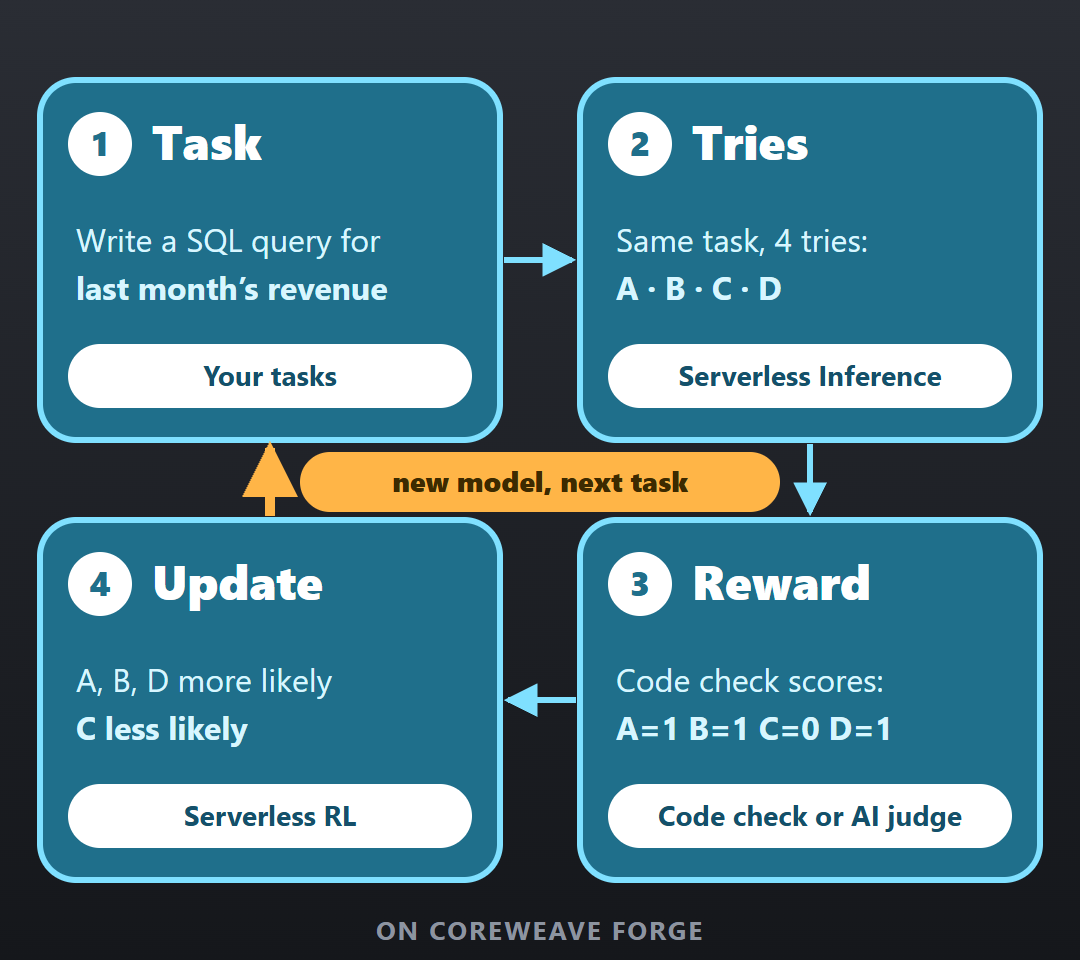 1 Task
Write a SQL query for
last month’s revenue
Your tasks
2 Tries
Same task, 4 tries:
A · B · C · D
Serverless Inference
new model, next task
4 Update
A, B, D more likely
C less likely
Serverless RL
3 Reward
Code check scores:
A=1 B=1 C=0 D=1
Code check or AI judge
ON COREWEAVE FORGE